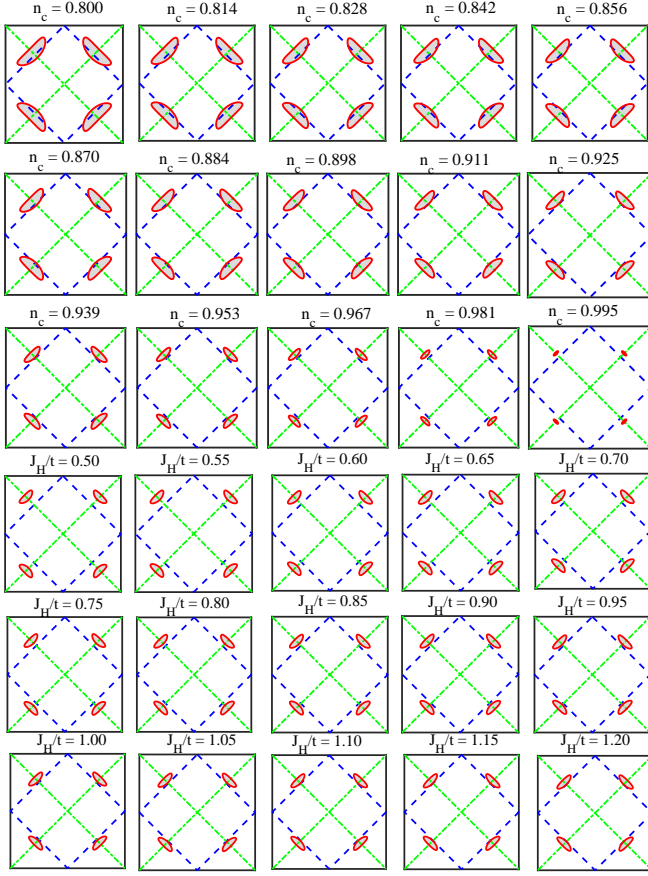 n_c = 0.800
n_c = 0.814
n_c = 0.828
n_c = 0.842
n_c = 0.856
n_c = 0.870
n_c = 0.884
n_c = 0.898
n_c = 0.911
n_c = 0.925
n_c = 0.939
n_c = 0.953
n_c = 0.967
n_c = 0.981
n_c = 0.995
J_H/t = 0.50
J_H/t = 0.55
J_H/t = 0.60
J_H/t = 0.65
J_H/t = 0.70
J_H/t = 0.75
J_H/t = 0.80
J_H/t = 0.85
J_H/t = 0.90
J_H/t = 0.95
J_H/t = 1.00
J_H/t = 1.05
J_H/t = 1.10
J_H/t = 1.15
J_H/t = 1.20